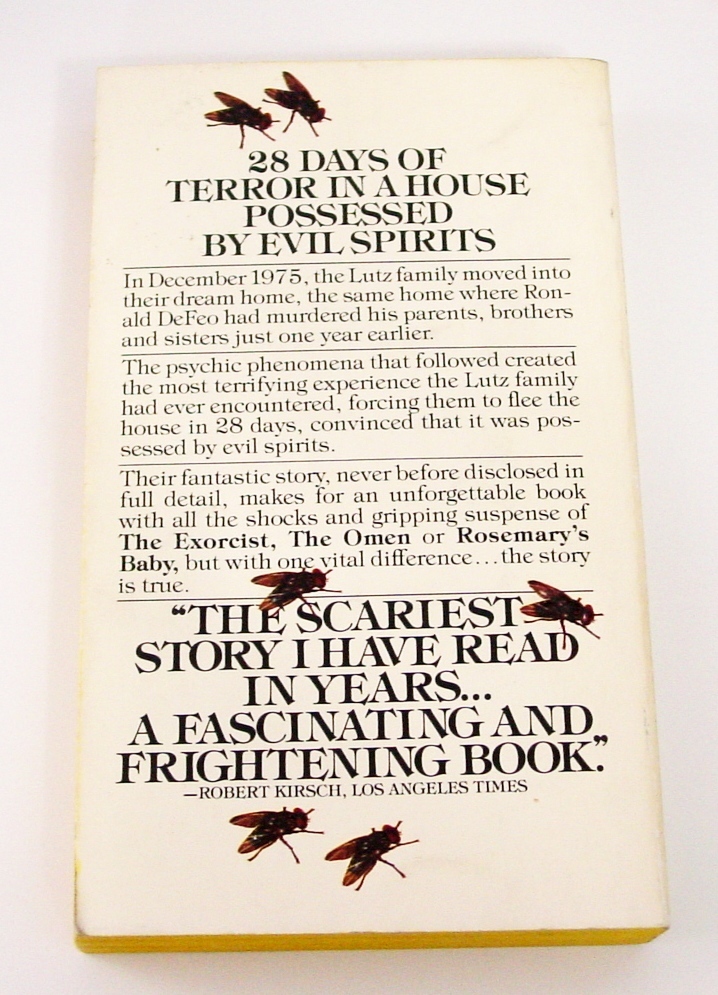 28 DAYS OF
TERROR IN A HOUSE
POSSESSED
BY EVIL SPIRITS
In December 1975, the Lutz family moved into
their dream home, the same home where Ron-
ald DeFeo had murdered his parents, brothers
and sisters just one year earlier.
The psychic phenomena that followed created
the most terrifying experience the Lutz family
had ever encountered, forcing them to flee the
house in 28 days, convinced that it was pos-
sessed by evil spirits.
Their fantastic story, never before disclosed in
full detail, makes for an unforgettable book
with all the shocks and gripping suspense of
The Exorcist, The Omen or Rosemary's
Baby, but with one vital difference...the story
is true.
“THE SCARIEST
STORY I HAVE READ
IN YEARS...
A FASCINATING AND
FRIGHTENING BOOK.”
—ROBERT KIRSCH, LOS ANGELES TIMES